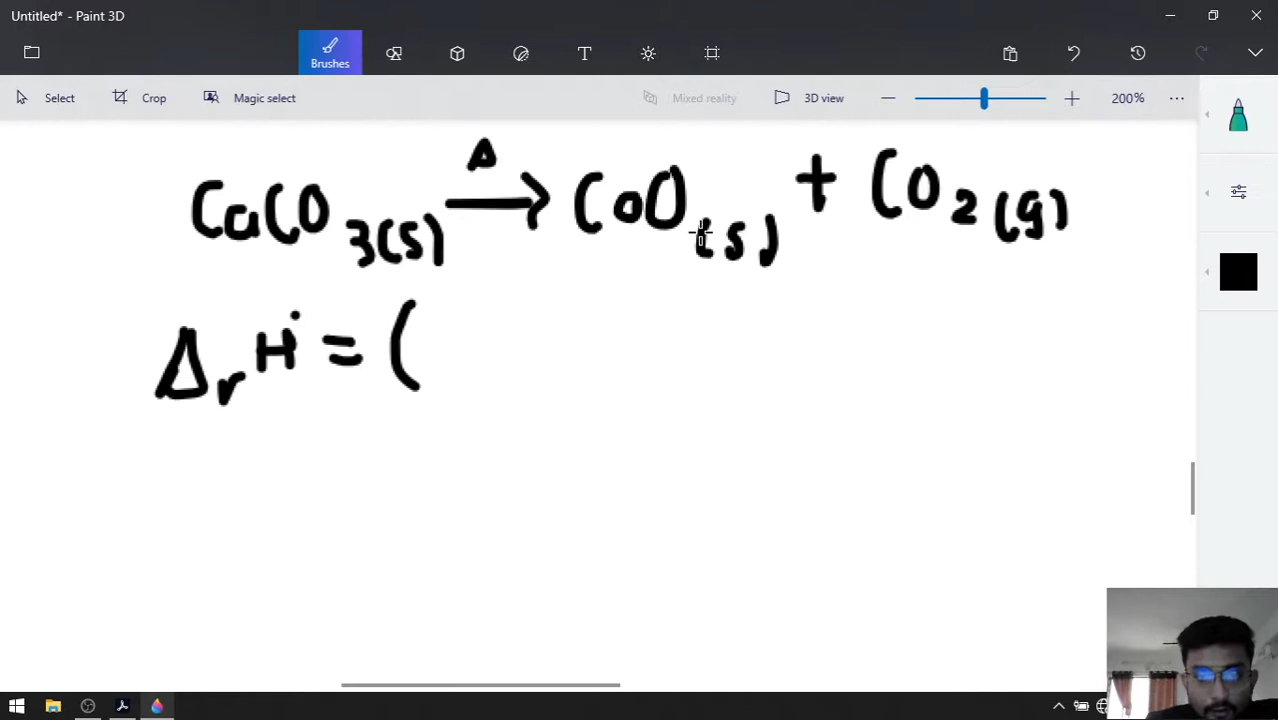 Untitled* - Paint 3D
Brushes
Select Crop Magic select Mixed reality 3D view 200%
CaCO3(s) Δ→ CaO(s) + CO2(g)
ΔrH° = (